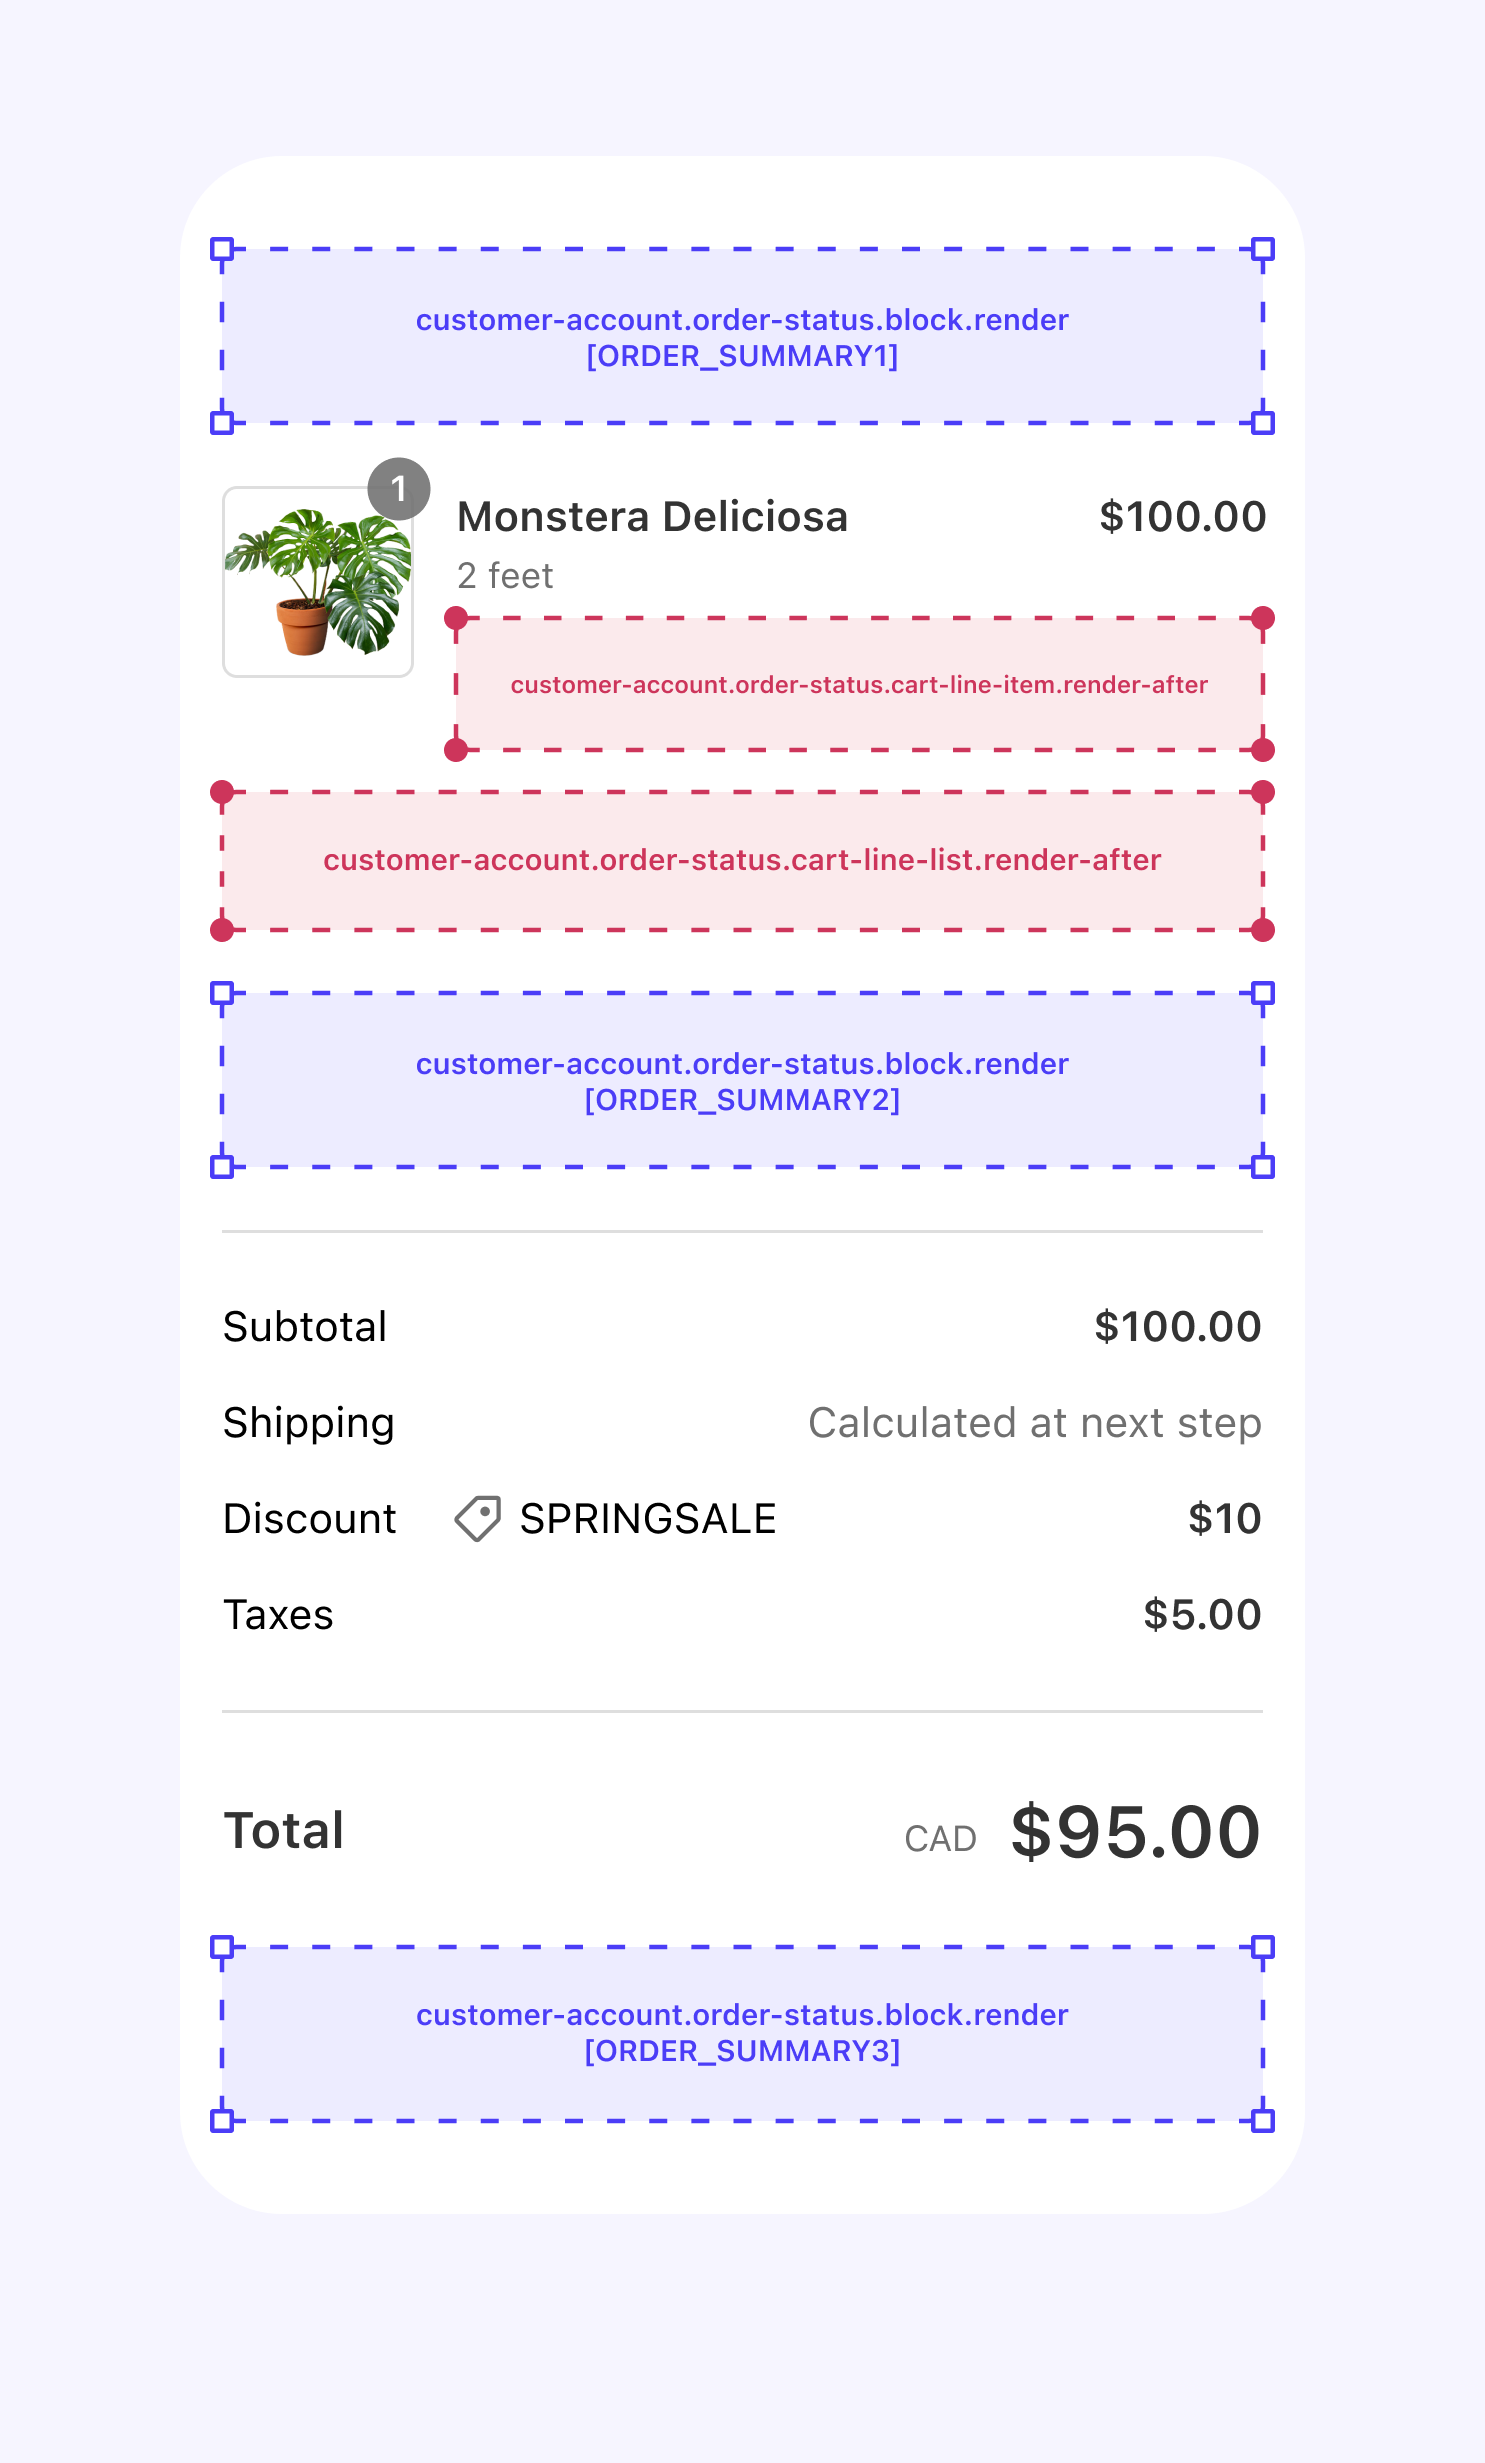 customer-account.order-status.block.render
[ORDER_SUMMARY1]
1
Monstera Deliciosa $100.00
2 feet
customer-account.order-status.cart-line-item.render-after
customer-account.order-status.cart-line-list.render-after
customer-account.order-status.block.render
[ORDER_SUMMARY2]
Subtotal $100.00
Shipping Calculated at next step
Discount SPRINGSALE $10
Taxes $5.00
Total CAD $95.00
customer-account.order-status.block.render
[ORDER_SUMMARY3]